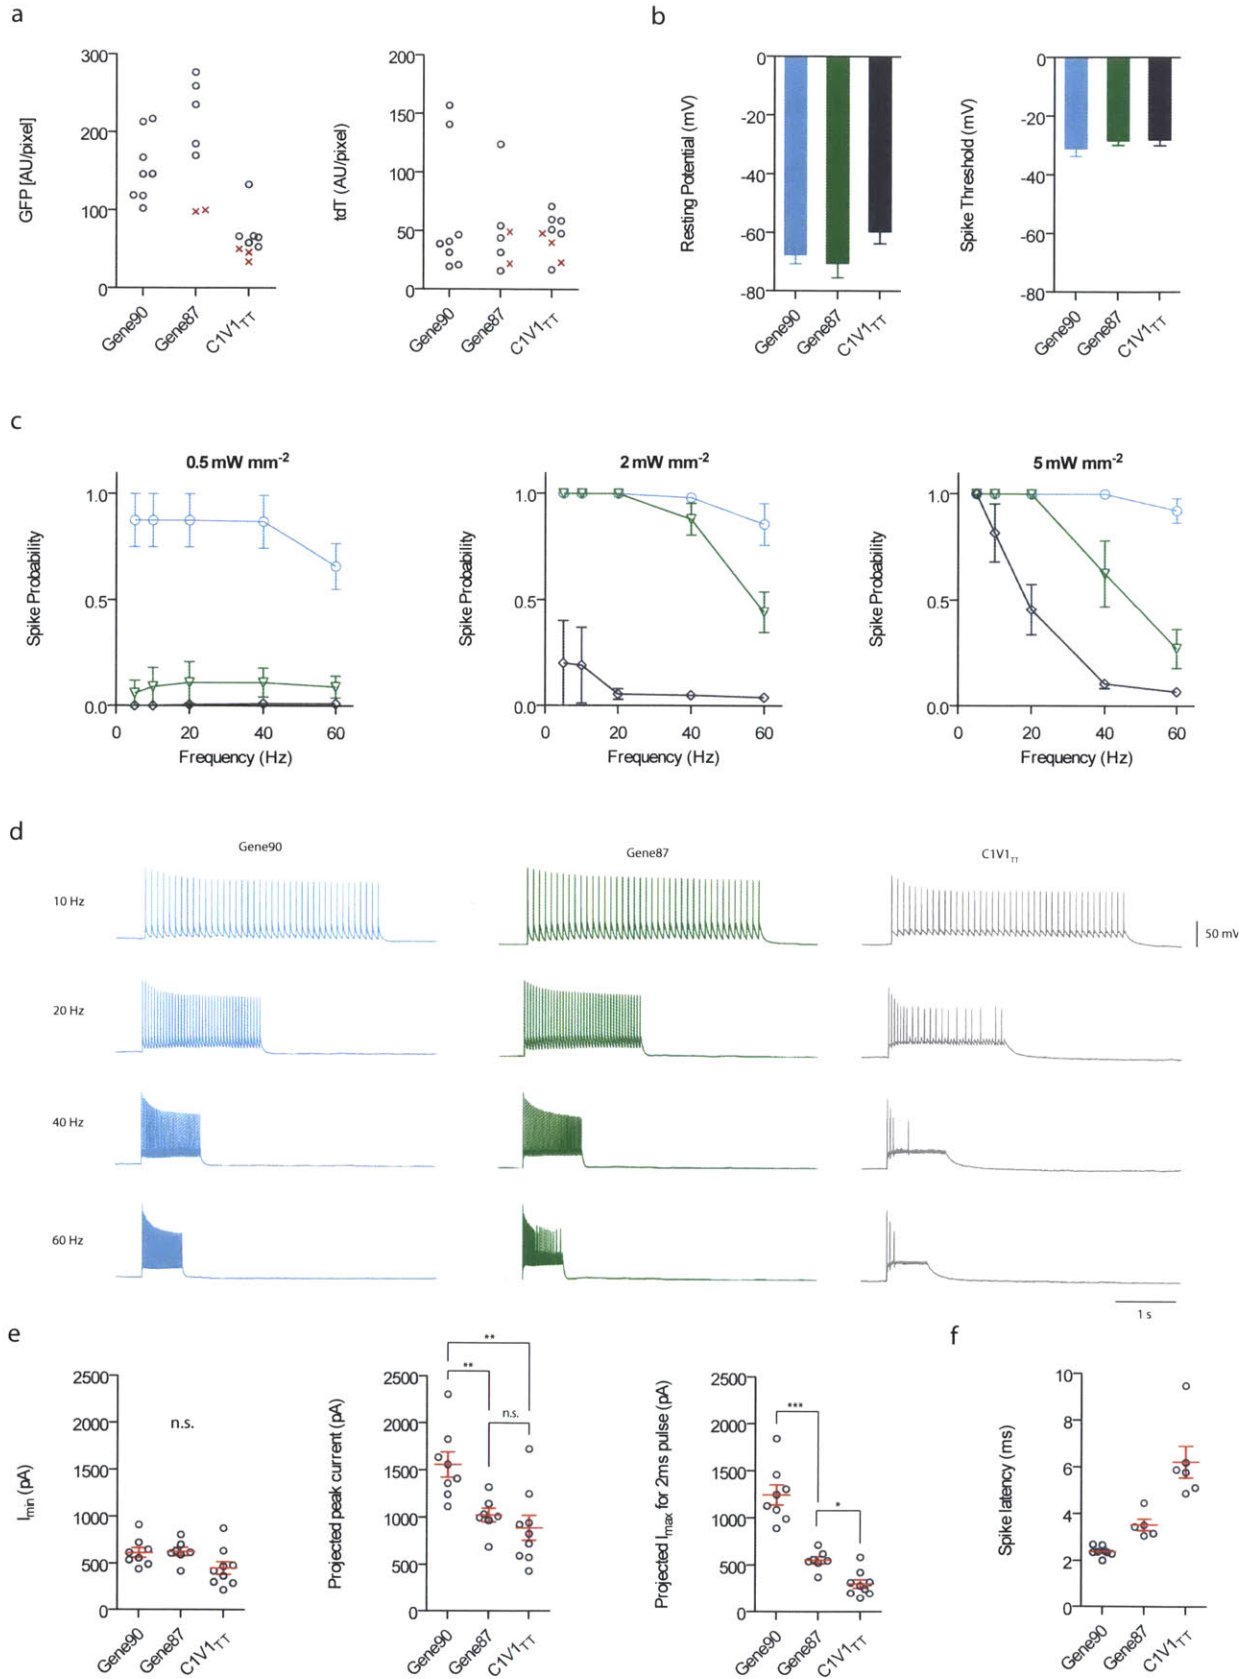 a
b
300
200
100
0
GFP [AU/pixel]
Gene90
Gene87
C1V1TT
200
150
100
50
0
tdT (AU/pixel)
Gene90
Gene87
C1V1TT
0
-20
-40
-60
-80
Resting Potential (mV)
Gene90
Gene87
C1V1TT
0
-20
-40
-60
-80
Spike Threshold (mV)
Gene90
Gene87
C1V1TT
c
0.5 mW mm-2
1.0
0.5
0.0
Spike Probability
0 20 40 60
Frequency (Hz)
2 mW mm-2
1.0
0.5
0.0
Spike Probability
0 20 40 60
Frequency (Hz)
5 mW mm-2
1.0
0.5
0.0
Spike Probability
0 20 40 60
Frequency (Hz)
d
Gene90 Gene87 C1V1TT
10 Hz
50 mV
20 Hz
40 Hz
60 Hz
1 s
e
2500
2000
1500
1000
500
0
Imin (pA)
n.s.
Gene90
Gene87
C1V1TT
2500
2000
1500
1000
500
0
Projected peak current (pA)
**
**
n.s.
Gene90
Gene87
C1V1TT
2500
2000
1500
1000
500
0
Projected Imax for 2ms pulse (pA)
***
*
Gene90
Gene87
C1V1TT
f
10
8
6
4
2
0
Spike latency (ms)
Gene90
Gene87
C1V1TT